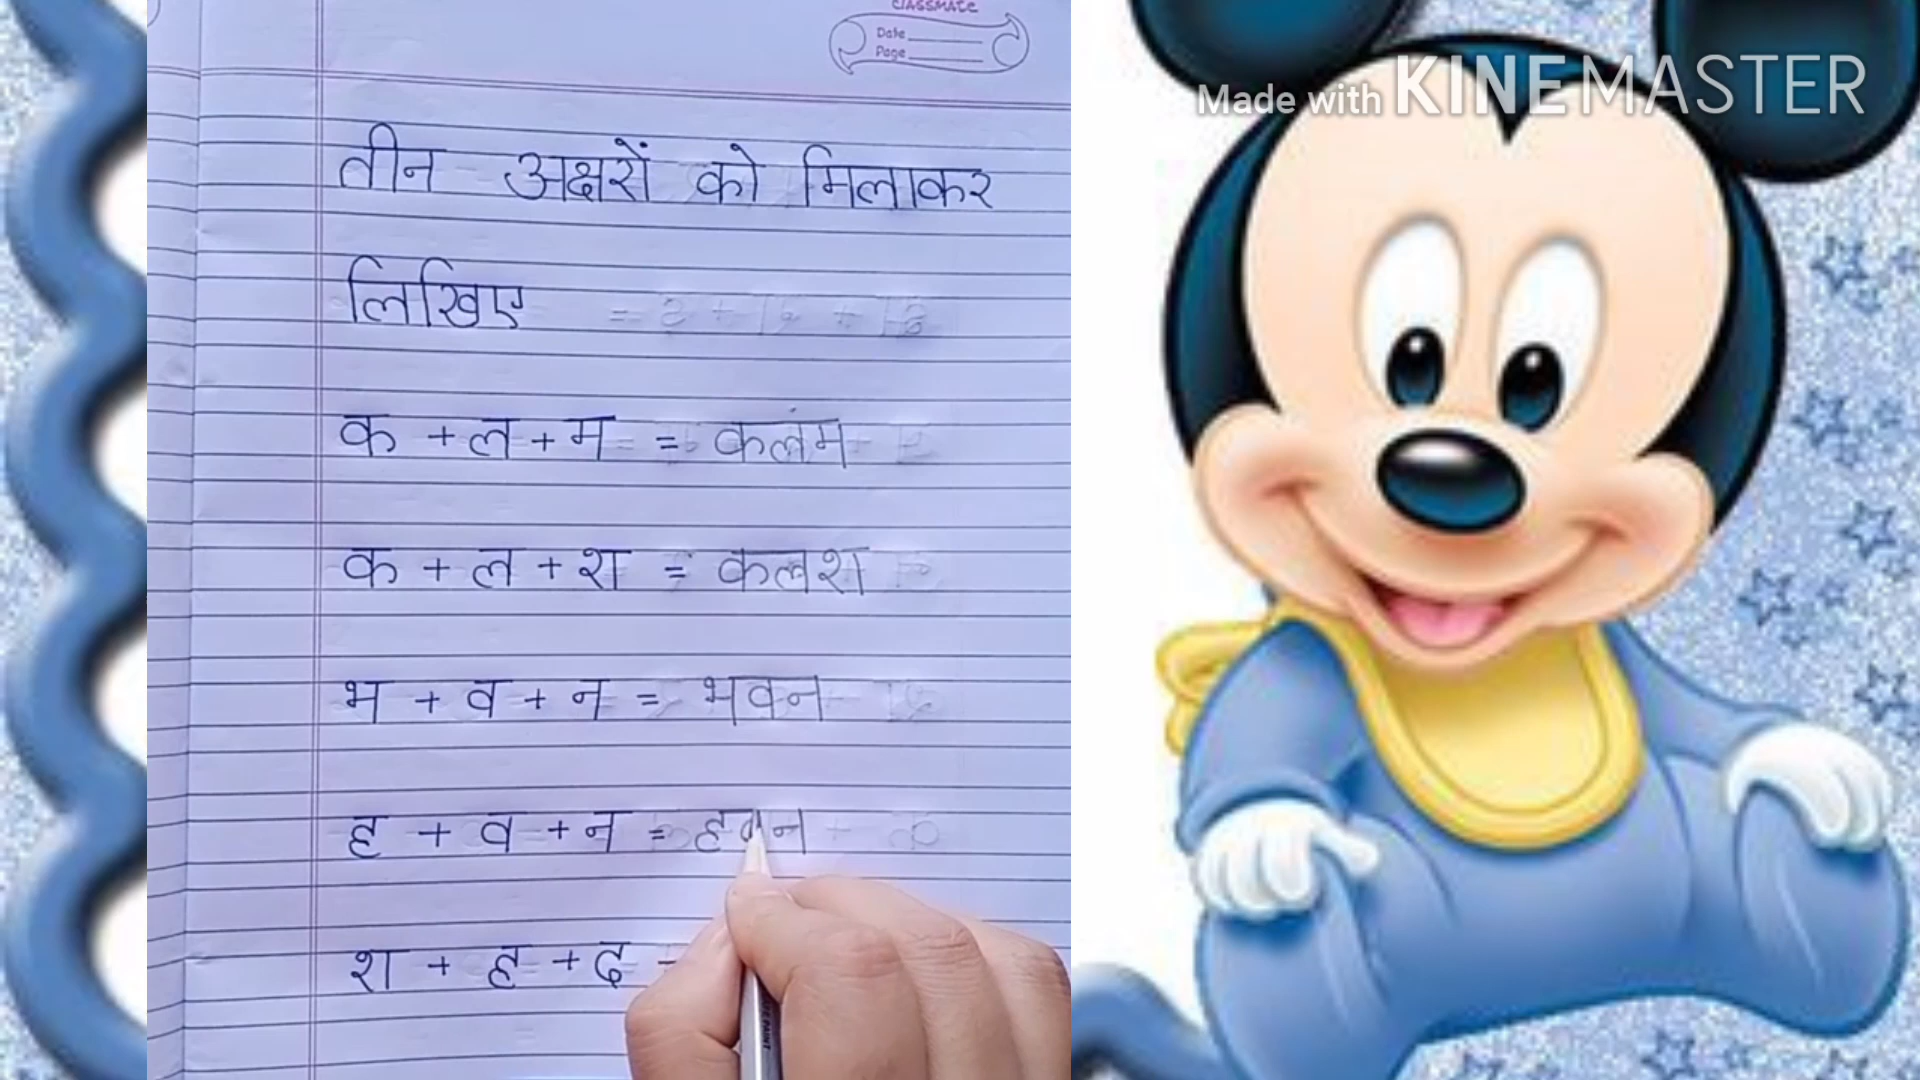 CLASSMATE
Date
Page
Made with KINEMASTER
तीन अक्षरों को मिलाकर
लिखिए
क + ल + म = कलम
क + ल + श = कलश
भ + व + न = भवन
ह + व + न = हवन
श + ह + द